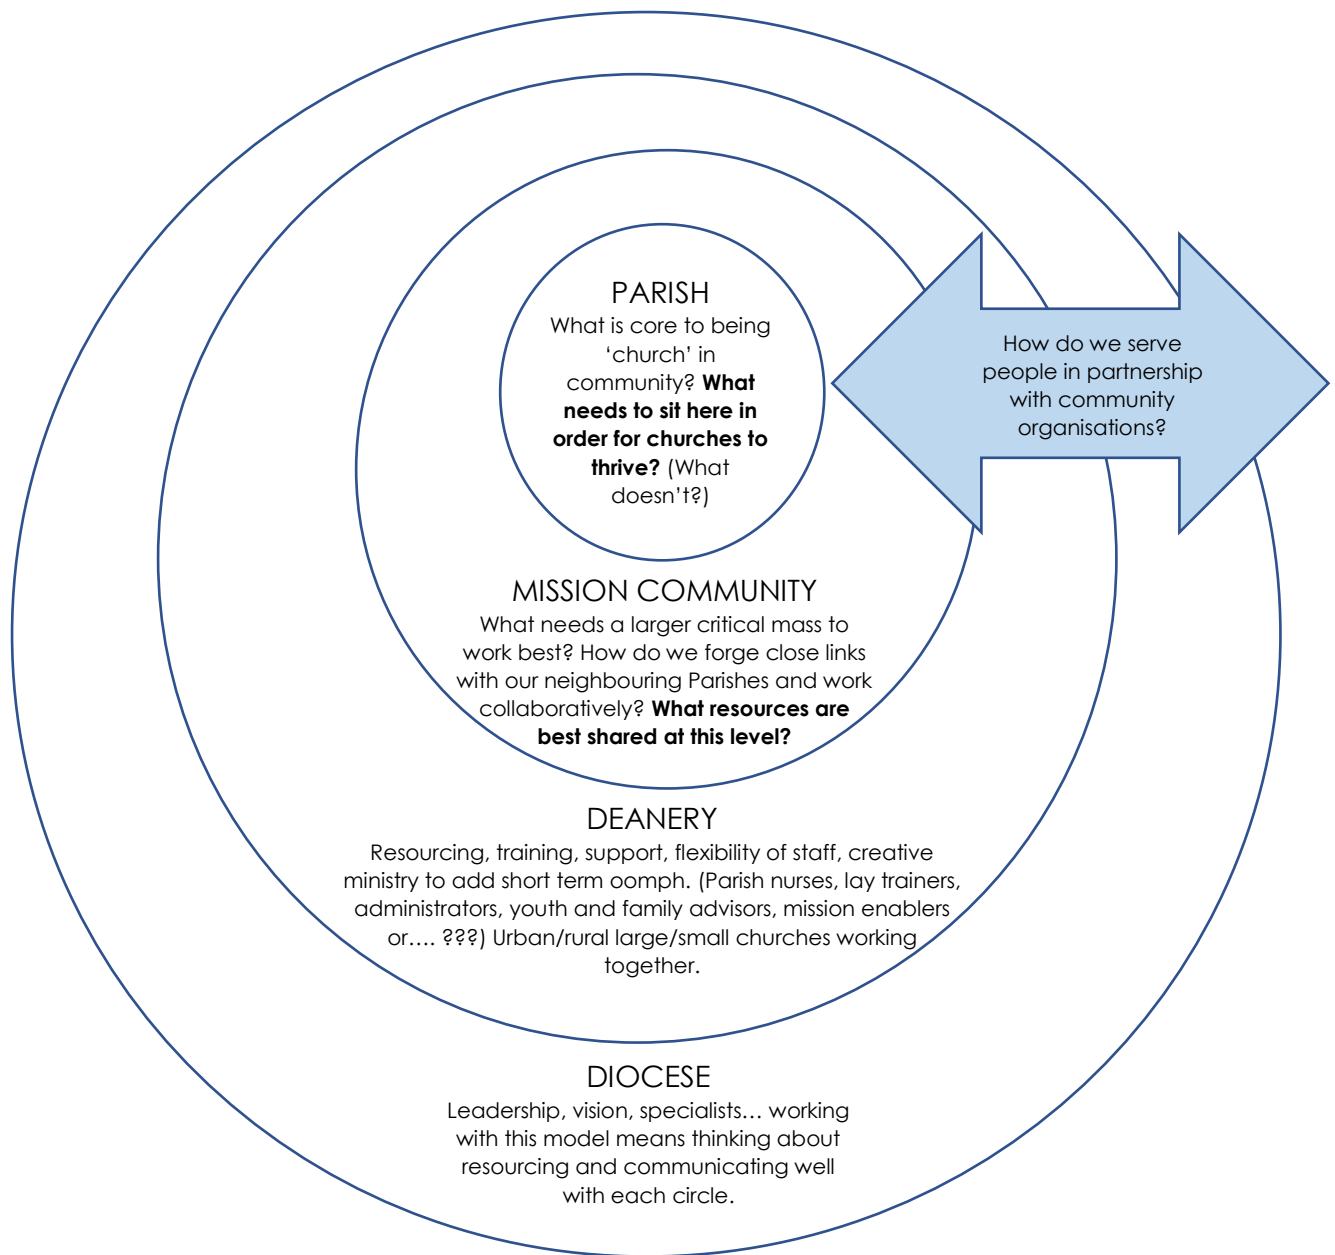 PARISH
What is core to being
‘church’ in
community? What
needs to sit here in
order for churches to
thrive? (What
doesn’t?)
How do we serve
people in partnership
with community
organisations?
MISSION COMMUNITY
What needs a larger critical mass to
work best? How do we forge close links
with our neighbouring Parishes and work
collaboratively? What resources are
best shared at this level?
DEANERY
Resourcing, training, support, flexibility of staff, creative
ministry to add short term oomph. (Parish nurses, lay trainers,
administrators, youth and family advisors, mission enablers
or…. ???) Urban/rural large/small churches working
together.
DIOCESE
Leadership, vision, specialists… working
with this model means thinking about
resourcing and communicating well
with each circle.